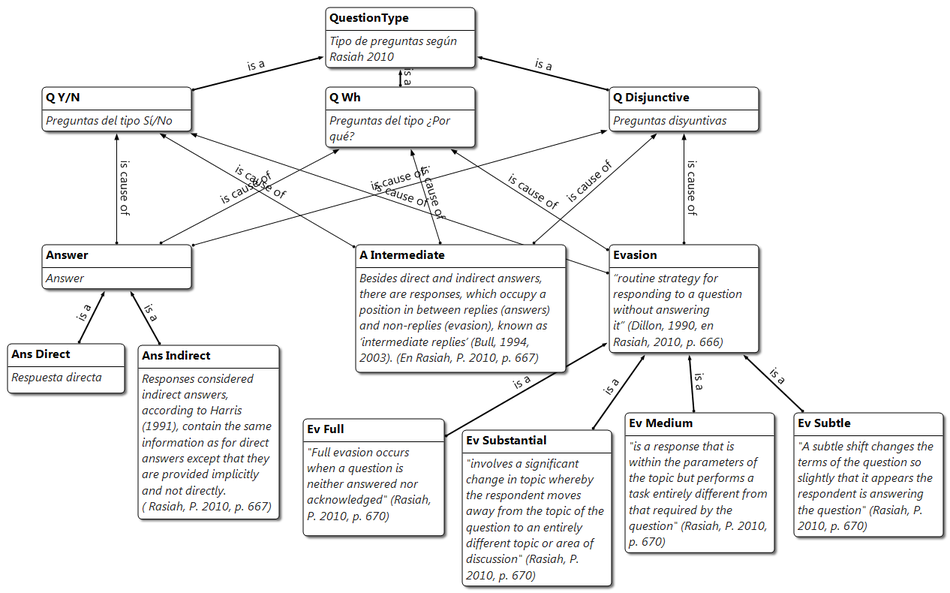 QuestionType
Tipo de preguntas según
Rasiah 2010
is a
is a
is a
Q Y/N
Preguntas del tipo Sí/No
Q Wh
Preguntas del tipo ¿Por
qué?
Q Disjunctive
Preguntas disyuntivas
is cause of
is cause of
is cause of
is cause of
is cause of
is cause of
is cause of
is cause of
is cause of
Answer
Answer
A Intermediate
Besides direct and indirect answers,
there are responses, which occupy a
position in between replies (answers)
and non-replies (evasion), known as
'intermediate replies' (Bull, 1994,
2003). (En Rasiah, P. 2010, p. 667)
Evasion
"routine strategy for
responding to a question
without answering
it" (Dillon, 1990, en
Rasiah, 2010, p. 666)
is a
is a
is a
is a
is a
is a
Ans Direct
Respuesta directa
Ans Indirect
Responses considered
indirect answers,
according to Harris
(1991), contain the same
information as for direct
answers except that they
are provided implicitly
and not directly.
( Rasiah, P. 2010, p. 667)
Ev Full
"Full evasion occurs
when a question is
neither answered nor
acknowledged" (Rasiah,
P. 2010, p. 670)
Ev Substantial
"involves a significant
change in topic whereby
the respondent moves
away from the topic of the
question to an entirely
different topic or area of
discussion" (Rasiah, P.
2010, p. 670)
Ev Medium
"is a response that is
within the parameters of
the topic but performs a
task entirely different from
that required by the
question" (Rasiah, P. 2010,
p. 670)
Ev Subtle
"A subtle shift changes the
terms of the question so
slightly that it appears the
respondent is answering
the question" (Rasiah, P.
2010, p. 670)